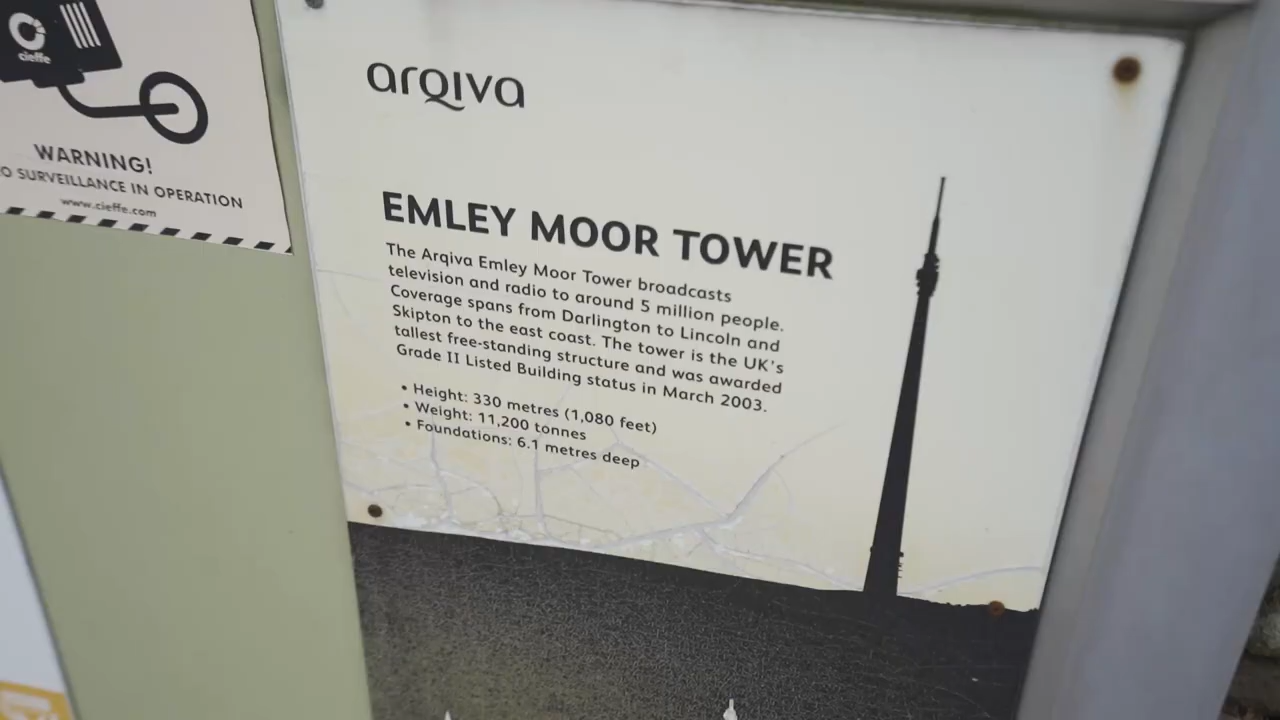 cieffe
WARNING!
O SURVEILLANCE IN OPERATION
www.cieffe.com
arqiva
EMLEY MOOR TOWER
The Arqiva Emley Moor Tower broadcasts
television and radio to around 5 million people.
Coverage spans from Darlington to Lincoln and
Skipton to the east coast. The tower is the UK's
tallest free-standing structure and was awarded
Grade II Listed Building status in March 2003.
• Height: 330 metres (1,080 feet)
• Weight: 11,200 tonnes
• Foundations: 6.1 metres deep